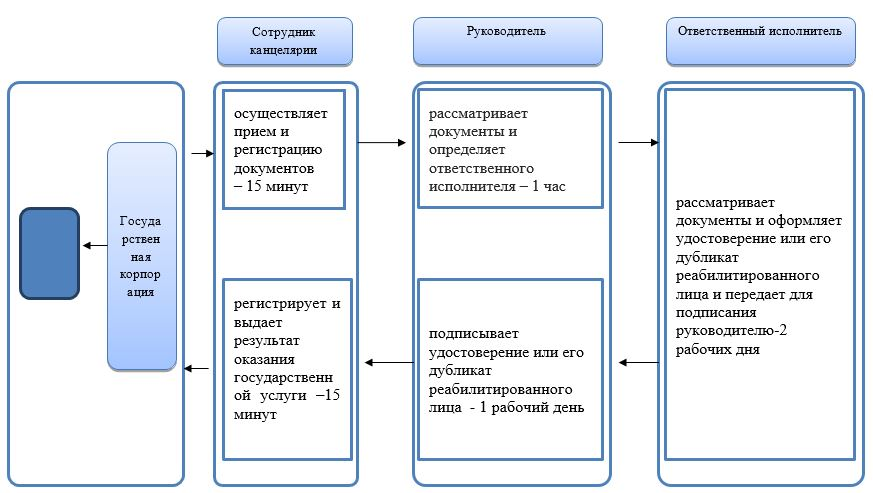 Сотрудник
канцелярии
Руководитель
Ответственный исполнитель
Госуда
рствен
ная
корпор
ация
осуществляет
прием и
регистрацию
документов
– 15 минут
рассматривает
документы и
определяет
ответственного
исполнителя – 1 час
рассматривает
документы и оформляет
удостоверение или его
дубликат
реабилитированного
лица и передает для
подписания
руководителю-2
рабочих дня
подписывает
удостоверение или его
дубликат
реабилитированного
лица - 1 рабочий день
регистрирует и
выдает
результат
оказания
государственн
ой услуги –15
минут